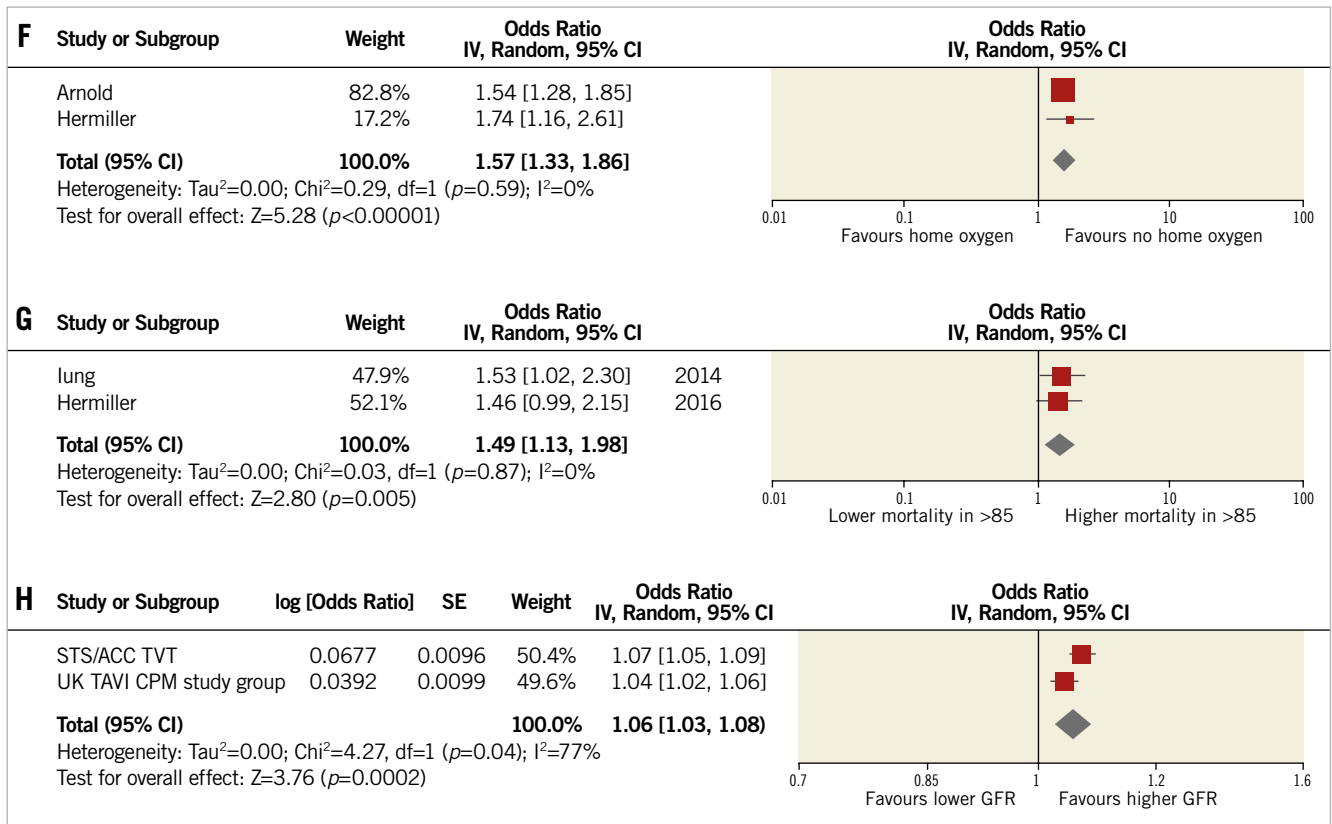 F Study or Subgroup Weight Odds Ratio IV, Random, 95% CI Odds Ratio IV, Random, 95% CI
Arnold 82.8% 1.54 [1.28, 1.85]
Hermiller 17.2% 1.74 [1.16, 2.61]
Total (95% CI) 100.0% 1.57 [1.33, 1.86]
Heterogeneity: Tau²=0.00; Chi²=0.29, df=1 (p=0.59); I²=0%
Test for overall effect: Z=5.28 (p<0.00001)
0.01 0.1 1 10 100
Favours home oxygen Favours no home oxygen
G Study or Subgroup Weight Odds Ratio IV, Random, 95% CI Odds Ratio IV, Random, 95% CI
Iung 47.9% 1.53 [1.02, 2.30] 2014
Hermiller 52.1% 1.46 [0.99, 2.15] 2016
Total (95% CI) 100.0% 1.49 [1.13, 1.98]
Heterogeneity: Tau²=0.00; Chi²=0.03, df=1 (p=0.87); I²=0%
Test for overall effect: Z=2.80 (p=0.005)
0.01 0.1 1 10 100
Lower mortality in >85 Higher mortality in >85
H Study or Subgroup log [Odds Ratio] SE Weight Odds Ratio IV, Random, 95% CI Odds Ratio IV, Random, 95% CI
STS/ACC TVT 0.0677 0.0096 50.4% 1.07 [1.05, 1.09]
UK TAVI CPM study group 0.0392 0.0099 49.6% 1.04 [1.02, 1.06]
Total (95% CI) 100.0% 1.06 [1.03, 1.08)
Heterogeneity: Tau²=0.00; Chi²=4.27, df=1 (p=0.04); I²=77%
Test for overall effect: Z=3.76 (p=0.0002)
0.7 0.85 1 1.2 1.6
Favours lower GFR Favours higher GFR